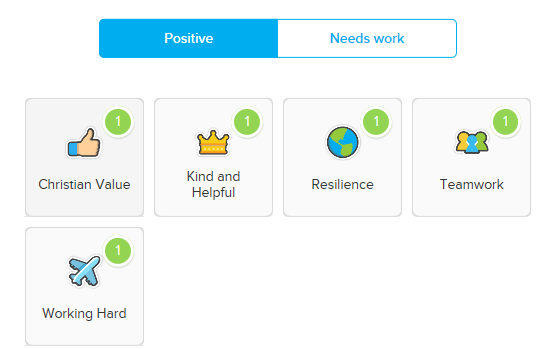 Positive
Needs work
1
Christian Value
1
Kind and
Helpful
1
Resilience
1
Teamwork
1
Working Hard